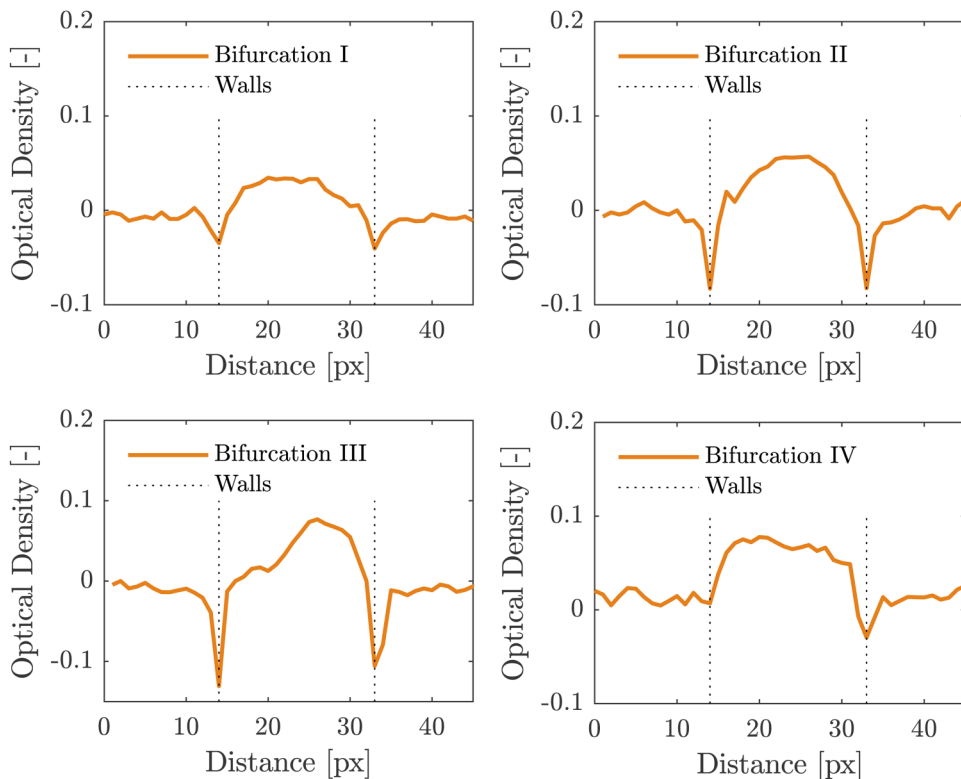 Optical Density [-]
0.2
0.1
0
-0.1
Bifurcation I
Walls
0
10
20
30
40
Distance [px]
Optical Density [-]
0.2
0.1
0
-0.1
Bifurcation II
Walls
0
10
20
30
40
Distance [px]
Optical Density [-]
0.2
0.1
0
-0.1
Bifurcation III
Walls
0
10
20
30
40
Distance [px]
Optical Density [-]
0.2
0.1
0
-0.1
Bifurcation IV
Walls
0
10
20
30
40
Distance [px]